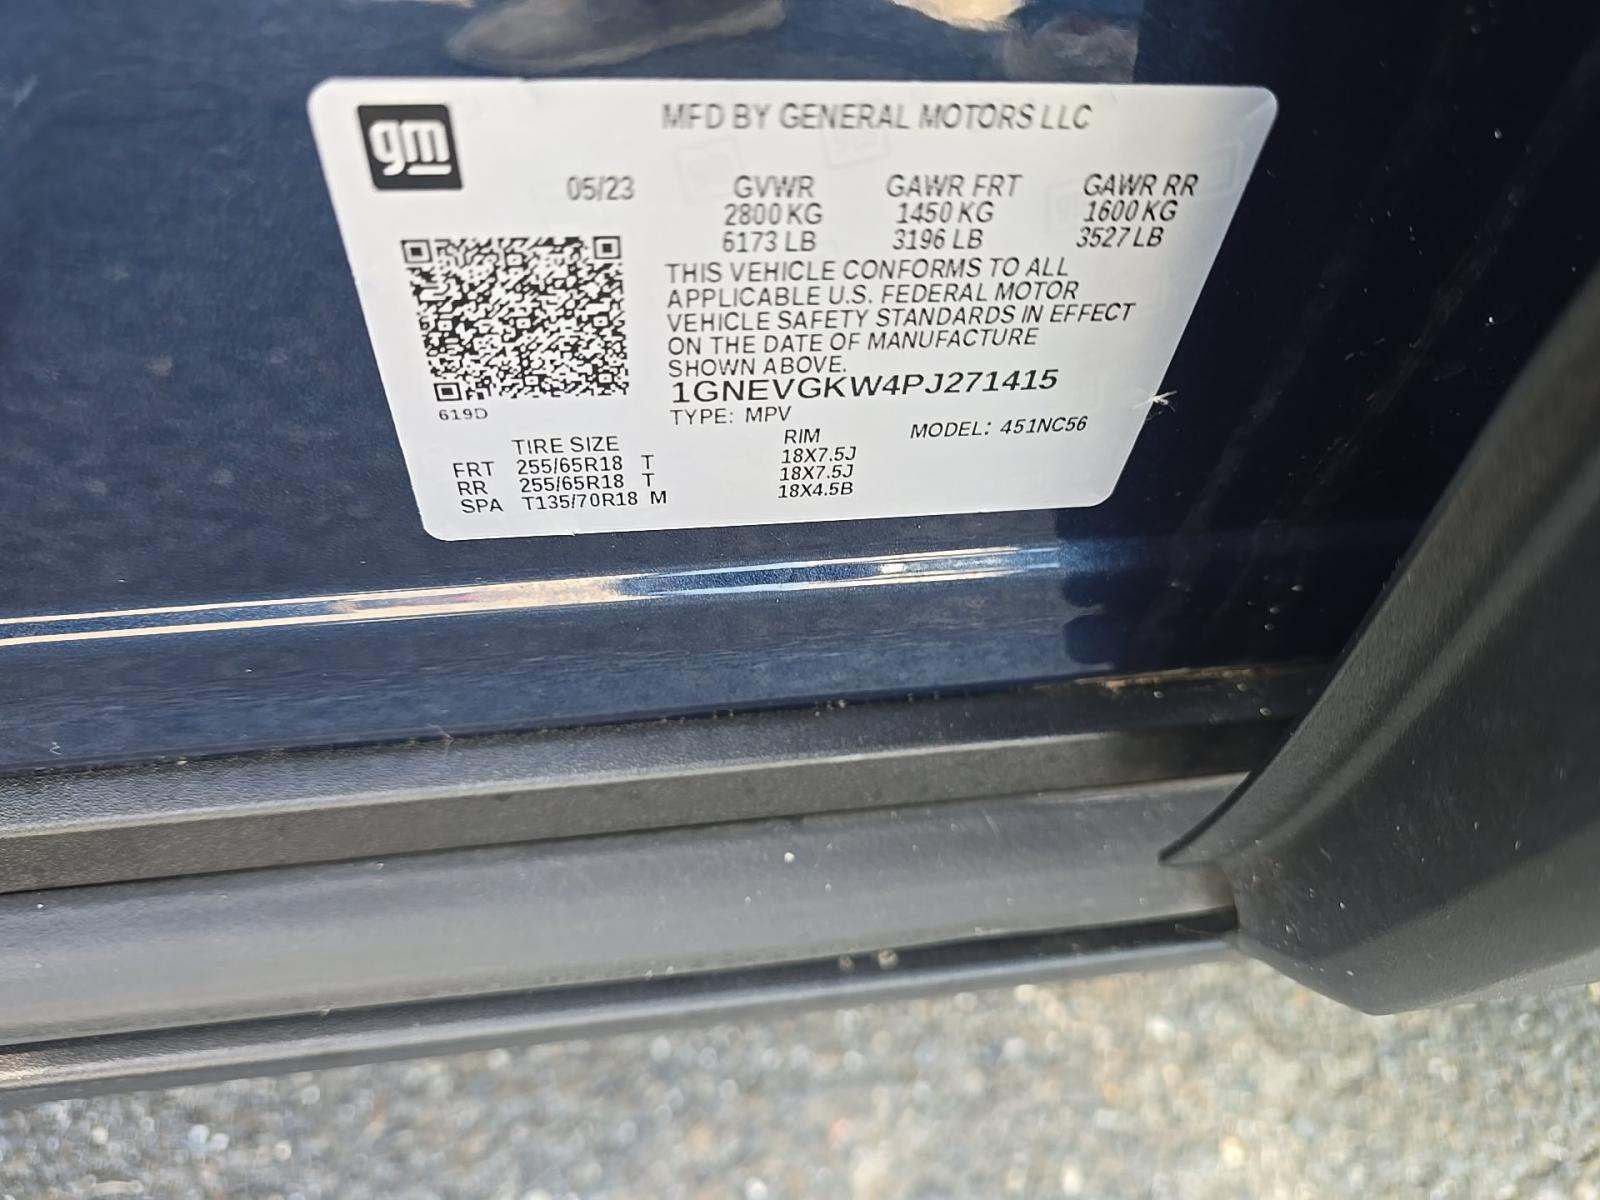 gm
MFD BY GENERAL MOTORS LLC
05/23
GVWR GAWR FRT GAWR RR
2800 KG 1450 KG 1600 KG
6173 LB 3196 LB 3527 LB
THIS VEHICLE CONFORMS TO ALL
APPLICABLE U.S. FEDERAL MOTOR
VEHICLE SAFETY STANDARDS IN EFFECT
ON THE DATE OF MANUFACTURE
SHOWN ABOVE.
1GNEVGKW4PJ271415
619D
TYPE: MPV
MODEL: 451NC56
TIRE SIZE RIM
FRT 255/65R18 T 18X7.5J
RR 255/65R18 T 18X7.5J
SPA T135/70R18 M 18X4.5B